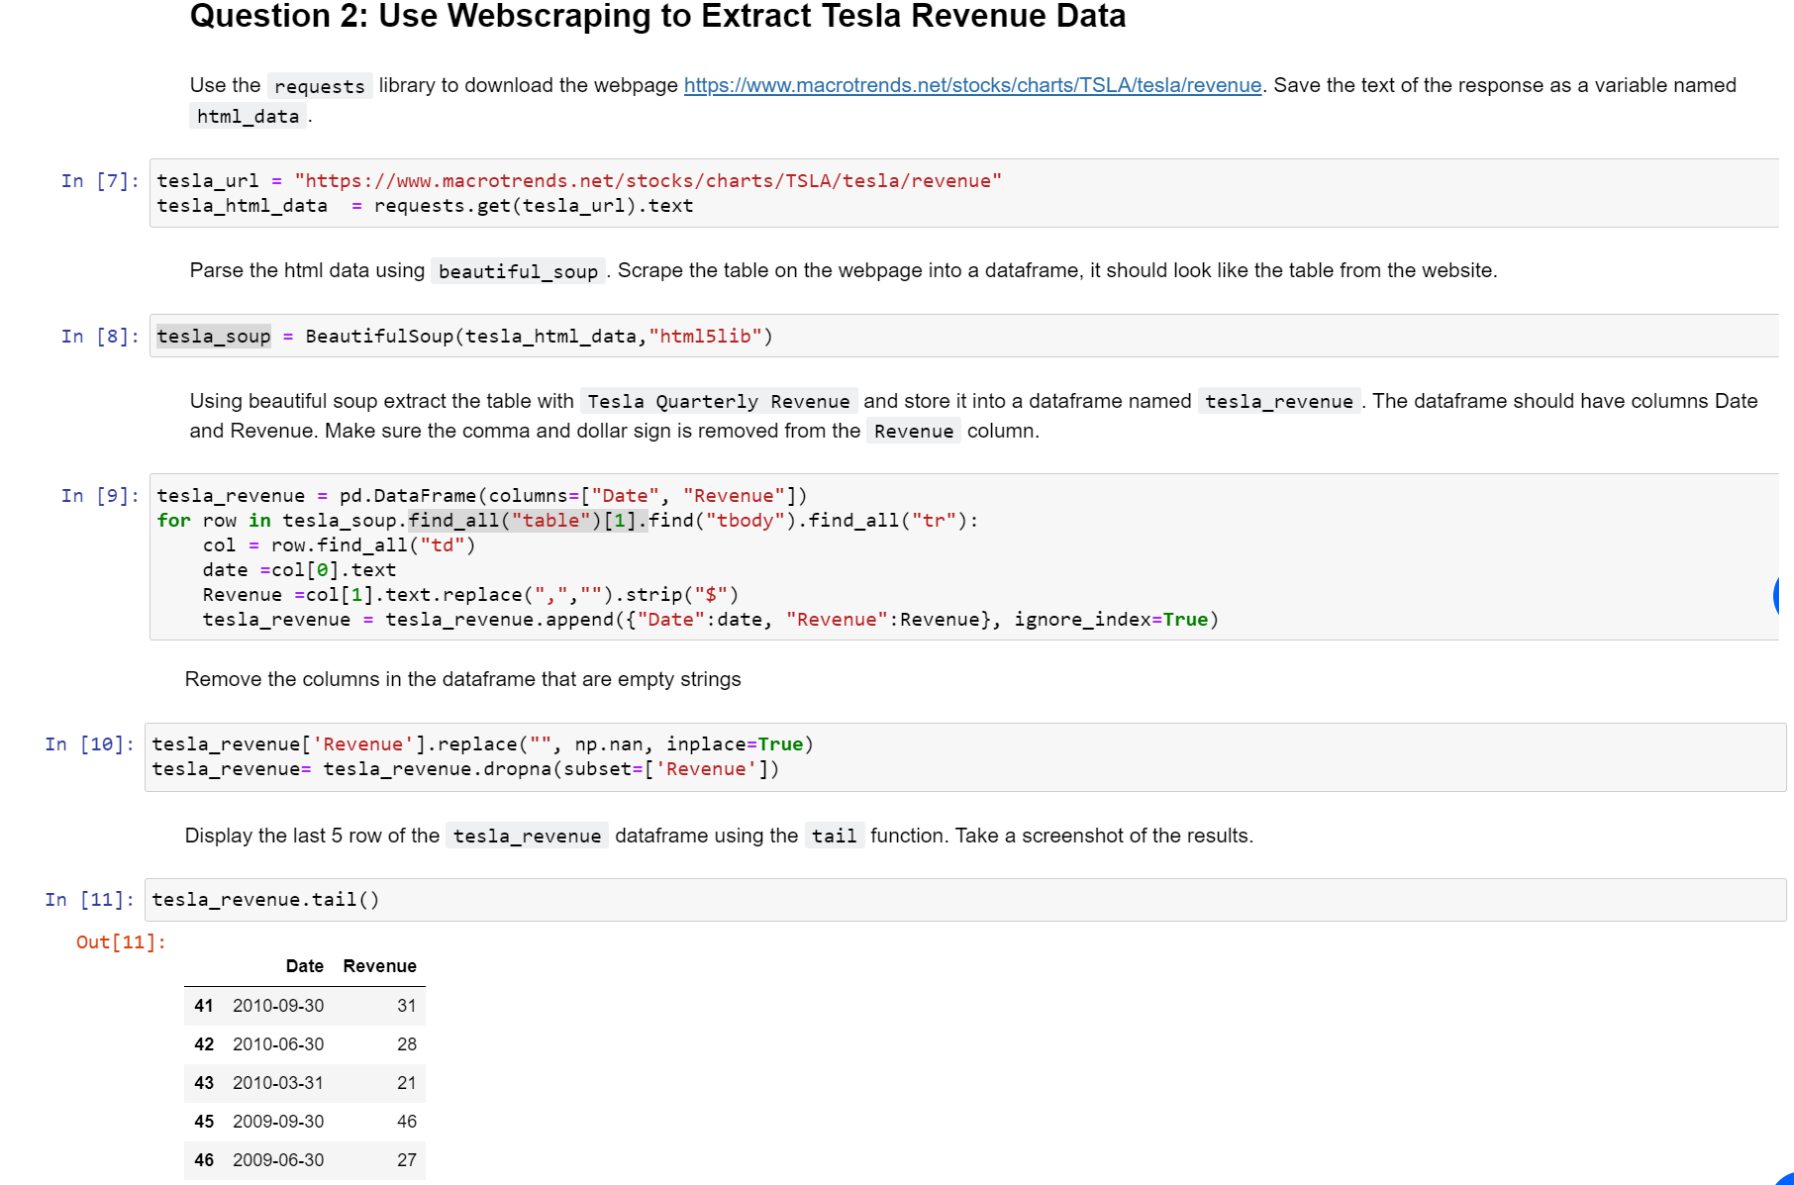 Question 2: Use Webscraping to Extract Tesla Revenue Data
Use the requests library to download the webpage https://www.macrotrends.net/stocks/charts/TSLA/tesla/revenue. Save the text of the response as a variable named
html_data .
In [7]: tesla_url = "https://www.macrotrends.net/stocks/charts/TSLA/tesla/revenue"
tesla_html_data  = requests.get(tesla_url).text
Parse the html data using beautiful_soup . Scrape the table on the webpage into a dataframe, it should look like the table from the website.
In [8]: tesla_soup = BeautifulSoup(tesla_html_data,"html5lib")
Using beautiful soup extract the table with Tesla Quarterly Revenue and store it into a dataframe named tesla_revenue . The dataframe should have columns Date
and Revenue. Make sure the comma and dollar sign is removed from the Revenue column.
In [9]: tesla_revenue = pd.DataFrame(columns=["Date", "Revenue"])
for row in tesla_soup.find_all("table")[1].find("tbody").find_all("tr"):
    col = row.find_all("td")
    date =col[0].text
    Revenue =col[1].text.replace(",","").strip("$")
    tesla_revenue = tesla_revenue.append({"Date":date, "Revenue":Revenue}, ignore_index=True)
Remove the columns in the dataframe that are empty strings
In [10]: tesla_revenue['Revenue'].replace("", np.nan, inplace=True)
tesla_revenue= tesla_revenue.dropna(subset=['Revenue'])
Display the last 5 row of the tesla_revenue dataframe using the tail function. Take a screenshot of the results.
In [11]: tesla_revenue.tail()
Out[11]:
Date Revenue
41 2010-09-30 31
42 2010-06-30 28
43 2010-03-31 21
45 2009-09-30 46
46 2009-06-30 27